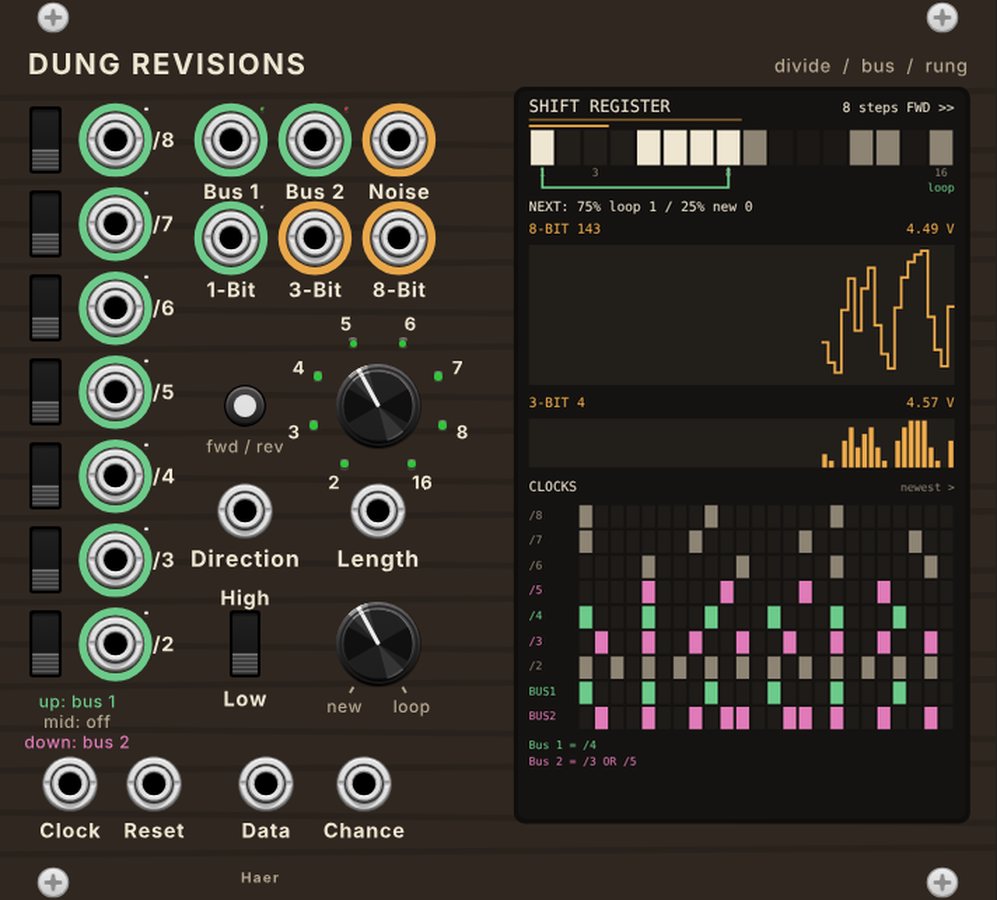 DUNG REVISIONS
divide / bus / rung
/8
/7
/6
/5
/4
/3
/2
up: bus 1
mid: off
down: bus 2
Bus 1 Bus 2 Noise
1-Bit 3-Bit 8-Bit
5 6
4 7
3 8
2 16
fwd / rev
Direction Length
High
Low
new loop
Clock Reset Data Chance
Haer
SHIFT REGISTER 8 steps FWD >>
1 3 8 16
loop
NEXT: 75% loop 1 / 25% new 0
8-BIT 143 4.49 V
3-BIT 4 4.57 V
CLOCKS newest >
/8
/7
/6
/5
/4
/3
/2
BUS1
BUS2
Bus 1 = /4
Bus 2 = /3 OR /5